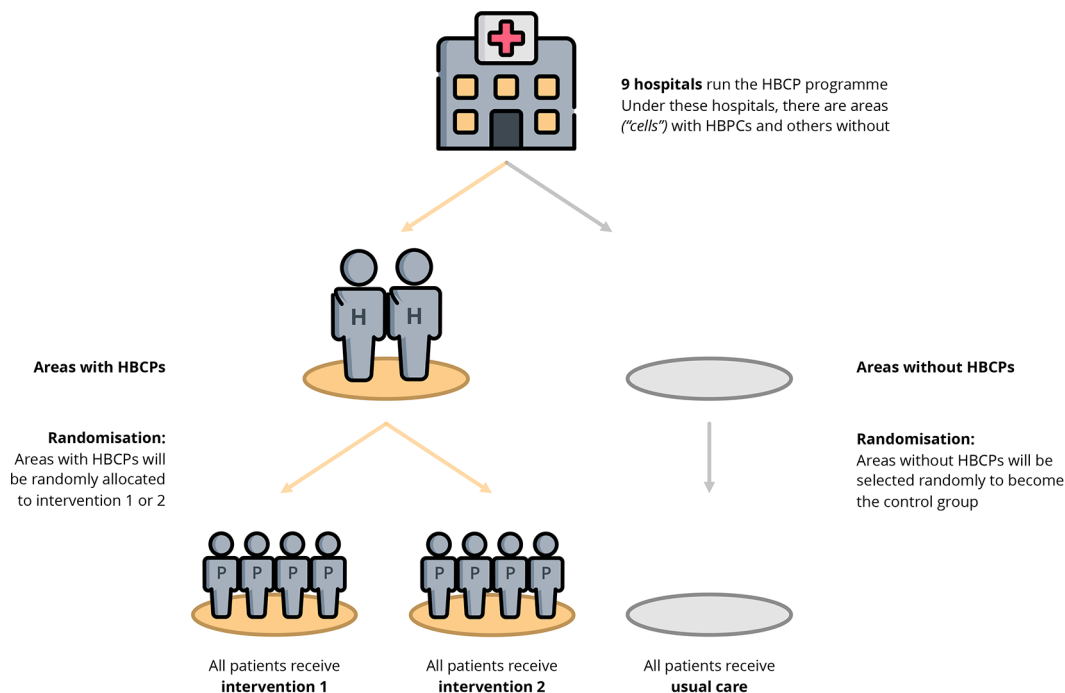 9 hospitals run the HBCP programme
Under these hospitals, there are areas
(“cells”) with HBPCs and others without
H H
Areas with HBCPs
Areas without HBCPs
Randomisation:
Areas with HBCPs will
be randomly allocated
to intervention 1 or 2
Randomisation:
Areas without HBCPs will be
selected randomly to become
the control group
P P P P
P P P P
All patients receive
intervention 1
All patients receive
intervention 2
All patients receive
usual care